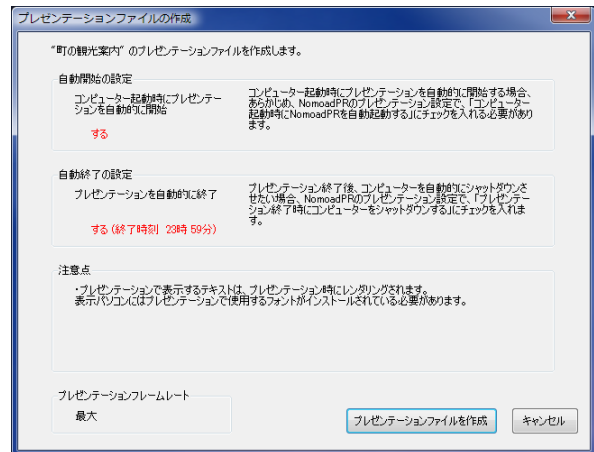 プレゼンテーションファイルの作成
"町の観光案内" のプレゼンテーションファイルを作成します。
自動開始の設定
コンピューター起動時にプレゼンテー
ションを自動的に開始
する
コンピューター起動時にプレゼンテーションを自動的に開始する場合、
あらかじめ、NomoadPRのプレゼンテーション設定で、「コンピューター
起動時にNomoadPRを自動起動する」にチェックを入れる必要があり
ます。
自動終了の設定
プレゼンテーションを自動的に終了
する (終了時刻 23時 59分)
プレゼンテーション終了後、コンピューターを自動的にシャットダウンさ
せたい場合、NomoadPRのプレゼンテーション設定で、「プレゼンテー
ション終了時にコンピューターをシャットダウンする」にチェックを入れま
す。
注意点
・プレゼンテーションで表示するテキストは、プレゼンテーション時にレンダリングされます。
表示パソコンにはプレゼンテーションで使用するフォントがインストールされている必要があります。
プレゼンテーションフレームレート
最大
プレゼンテーションファイルを作成
キャンセル